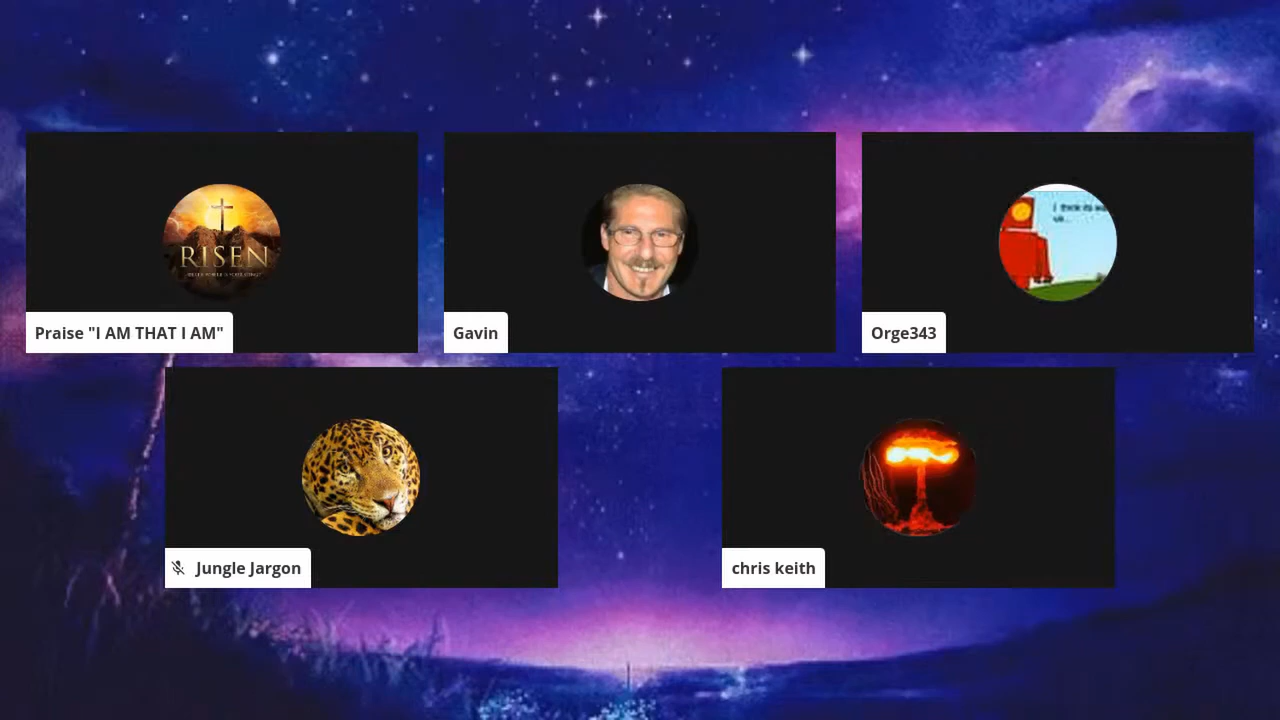 RISEN
Praise "I AM THAT I AM"
Gavin
Orge343
Jungle Jargon
chris keith